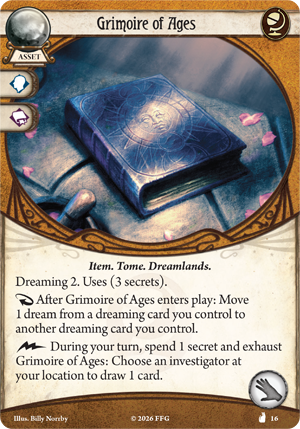 Grimoire of Ages
ASSET
Item. Tome. Dreamlands.
Dreaming 2. Uses (3 secrets).
After Grimoire of Ages enters play: Move
1 dream from a dreaming card you control to
another dreaming card you control.
During your turn, spend 1 secret and exhaust
Grimoire of Ages: Choose an investigator at
your location to draw 1 card.
Illus. Billy Norrby
© 2026 FFG
16